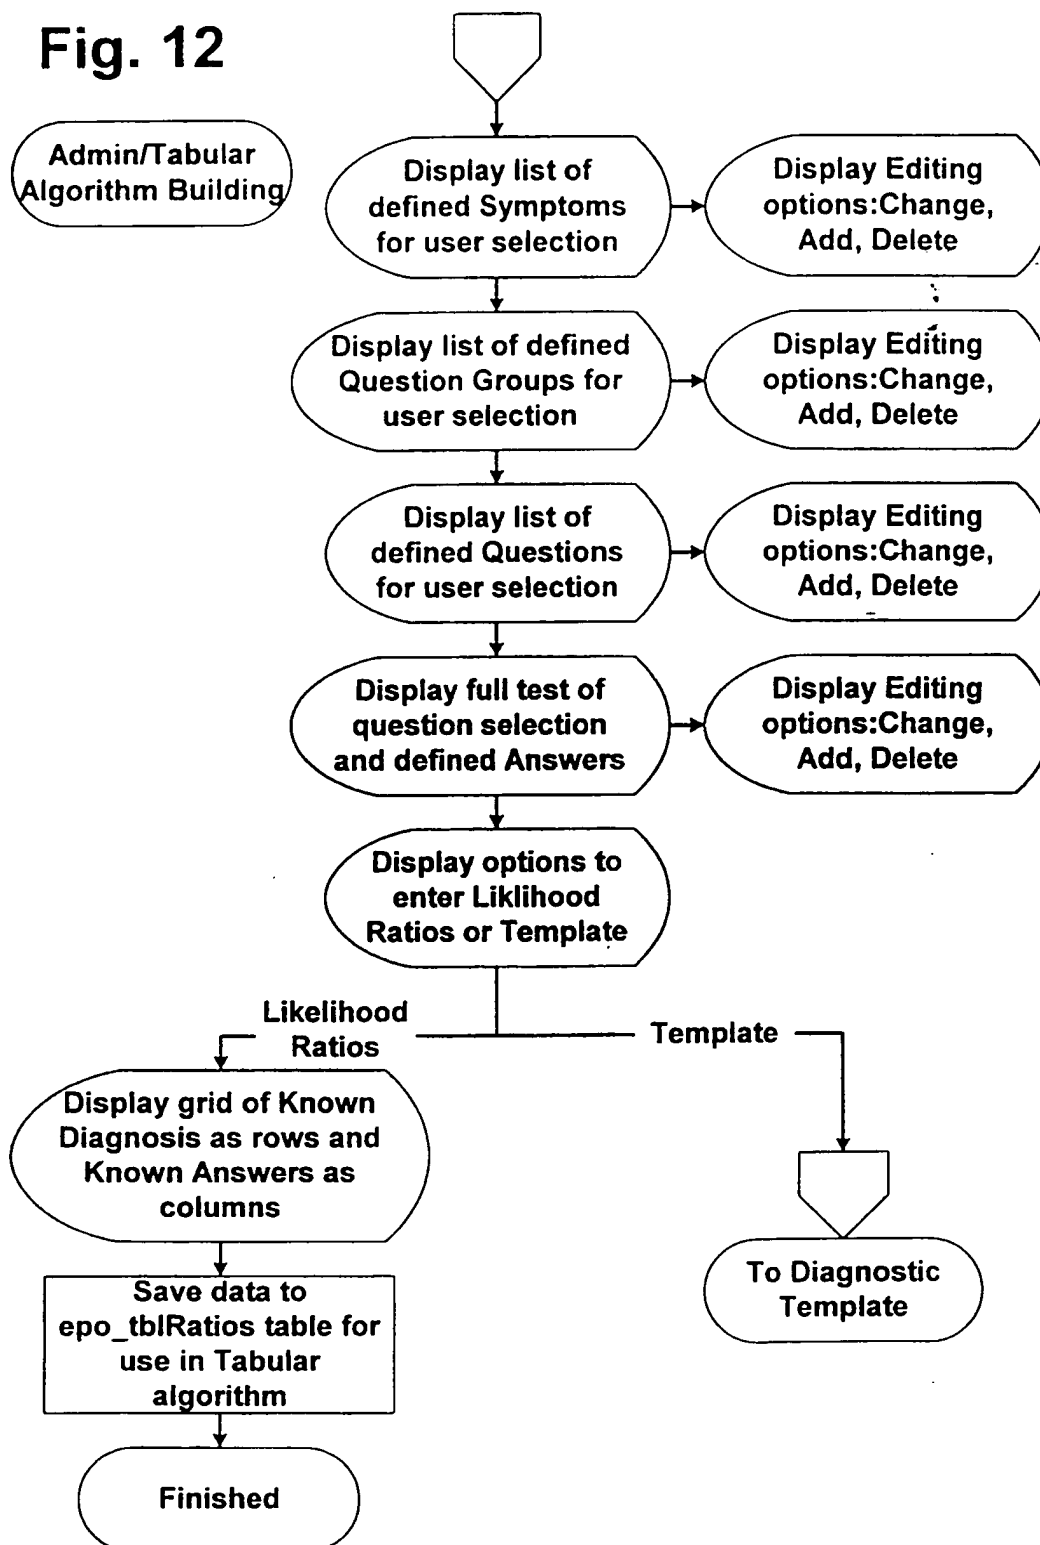 Fig. 12
Admin/Tabular
Algorithm Building
Display list of
defined Symptoms
for user selection
Display Editing
options:Change,
Add, Delete
Display list of defined
Question Groups for
user selection
Display Editing
options:Change,
Add, Delete
Display list of
defined Questions
for user selection
Display Editing
options:Change,
Add, Delete
Display full test of
question selection
and defined Answers
Display Editing
options:Change,
Add, Delete
Display options to
enter Liklihood
Ratios or Template
Likelihood
Ratios
Template
Display grid of Known
Diagnosis as rows and
Known Answers as
columns
Save data to
epo_tblRatios table for
use in Tabular
algorithm
Finished
To Diagnostic
Template